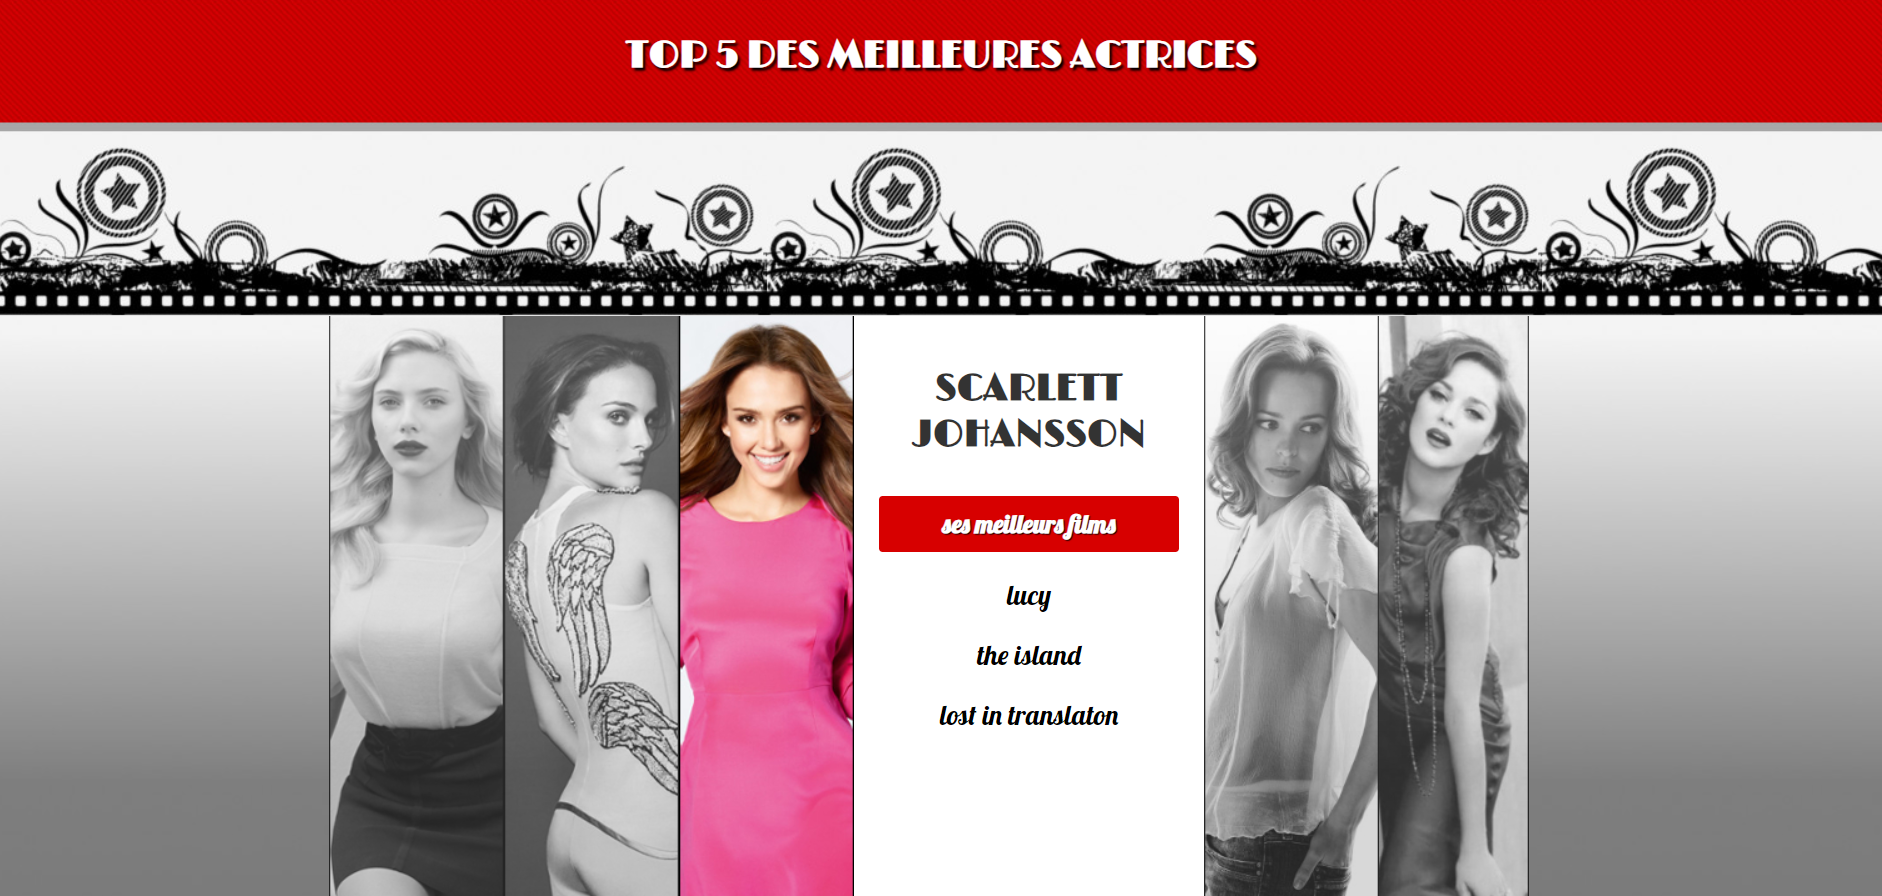 TOP 5 DES MEILLEURES ACTRICES
SCARLETT
JOHANSSON
ses meilleurs films
lucy
the island
lost in translaton